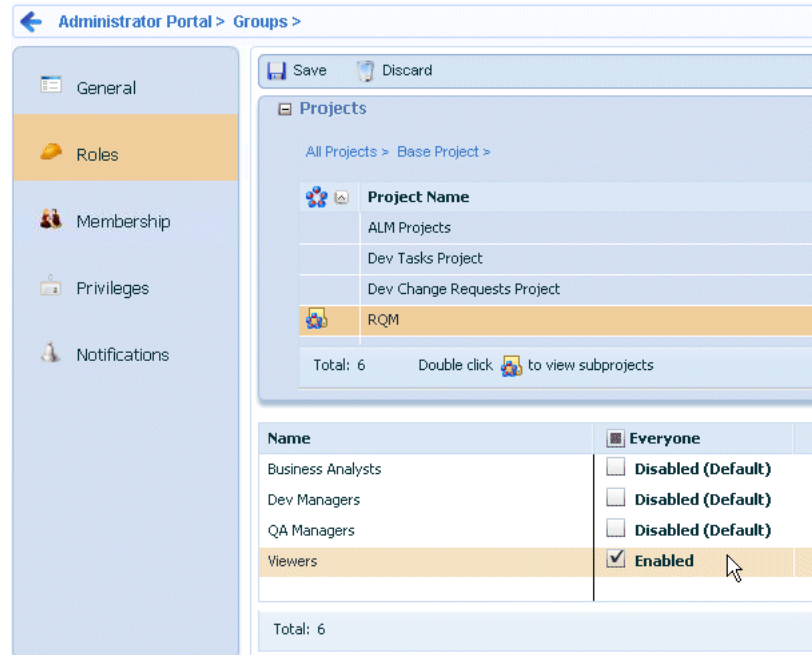 Administrator Portal > Groups >
General
Roles
Membership
Privileges
Notifications
Save Discard
Projects
All Projects > Base Project >
Project Name
ALM Projects
Dev Tasks Project
Dev Change Requests Project
RQM
Total: 6 Double click to view subprojects
Name Everyone
Business Analysts Disabled (Default)
Dev Managers Disabled (Default)
QA Managers Disabled (Default)
Viewers Enabled
Total: 6